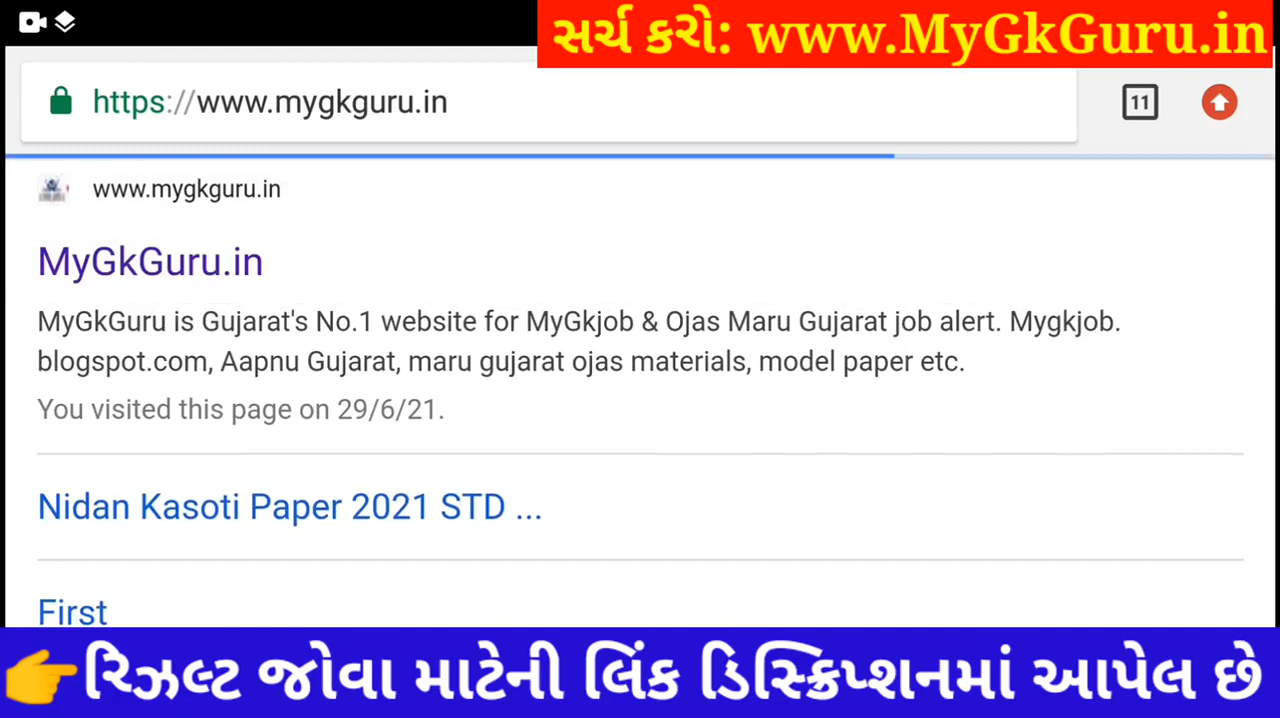 સર્ચ કરો: www.MyGkGuru.in
https://www.mygkguru.in
11
www.mygkguru.in
MyGkGuru.in
MyGkGuru is Gujarat's No.1 website for MyGkjob & Ojas Maru Gujarat job alert. Mygkjob.
blogspot.com, Aapnu Gujarat, maru gujarat ojas materials, model paper etc.
You visited this page on 29/6/21.
Nidan Kasoti Paper 2021 STD ...
First
રિઝલ્ટ જોવા માટેની લિંક ડિસ્ક્રિપ્શનમાં આપેલ છે